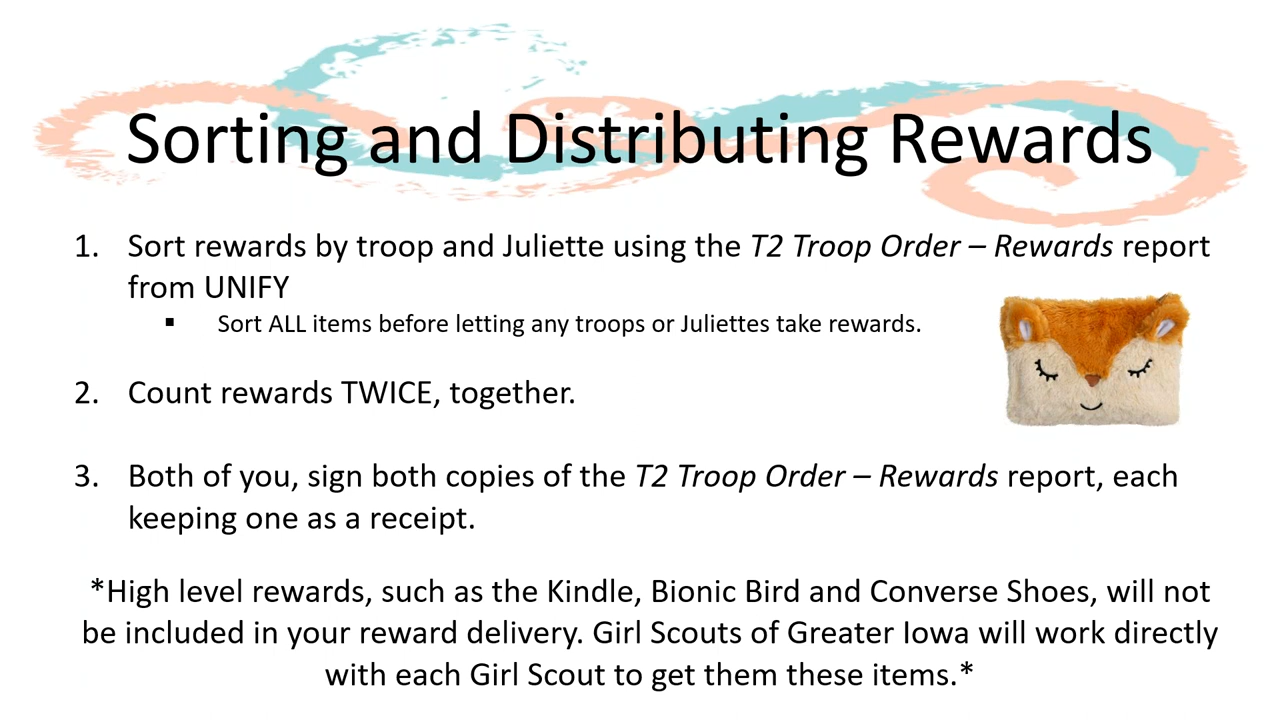 Sorting and Distributing Rewards
1. Sort rewards by troop and Juliette using the T2 Troop Order – Rewards report
from UNIFY
▪ Sort ALL items before letting any troops or Juliettes take rewards.
2. Count rewards TWICE, together.
3. Both of you, sign both copies of the T2 Troop Order – Rewards report, each
keeping one as a receipt.
*High level rewards, such as the Kindle, Bionic Bird and Converse Shoes, will not
be included in your reward delivery. Girl Scouts of Greater Iowa will work directly
with each Girl Scout to get them these items.*